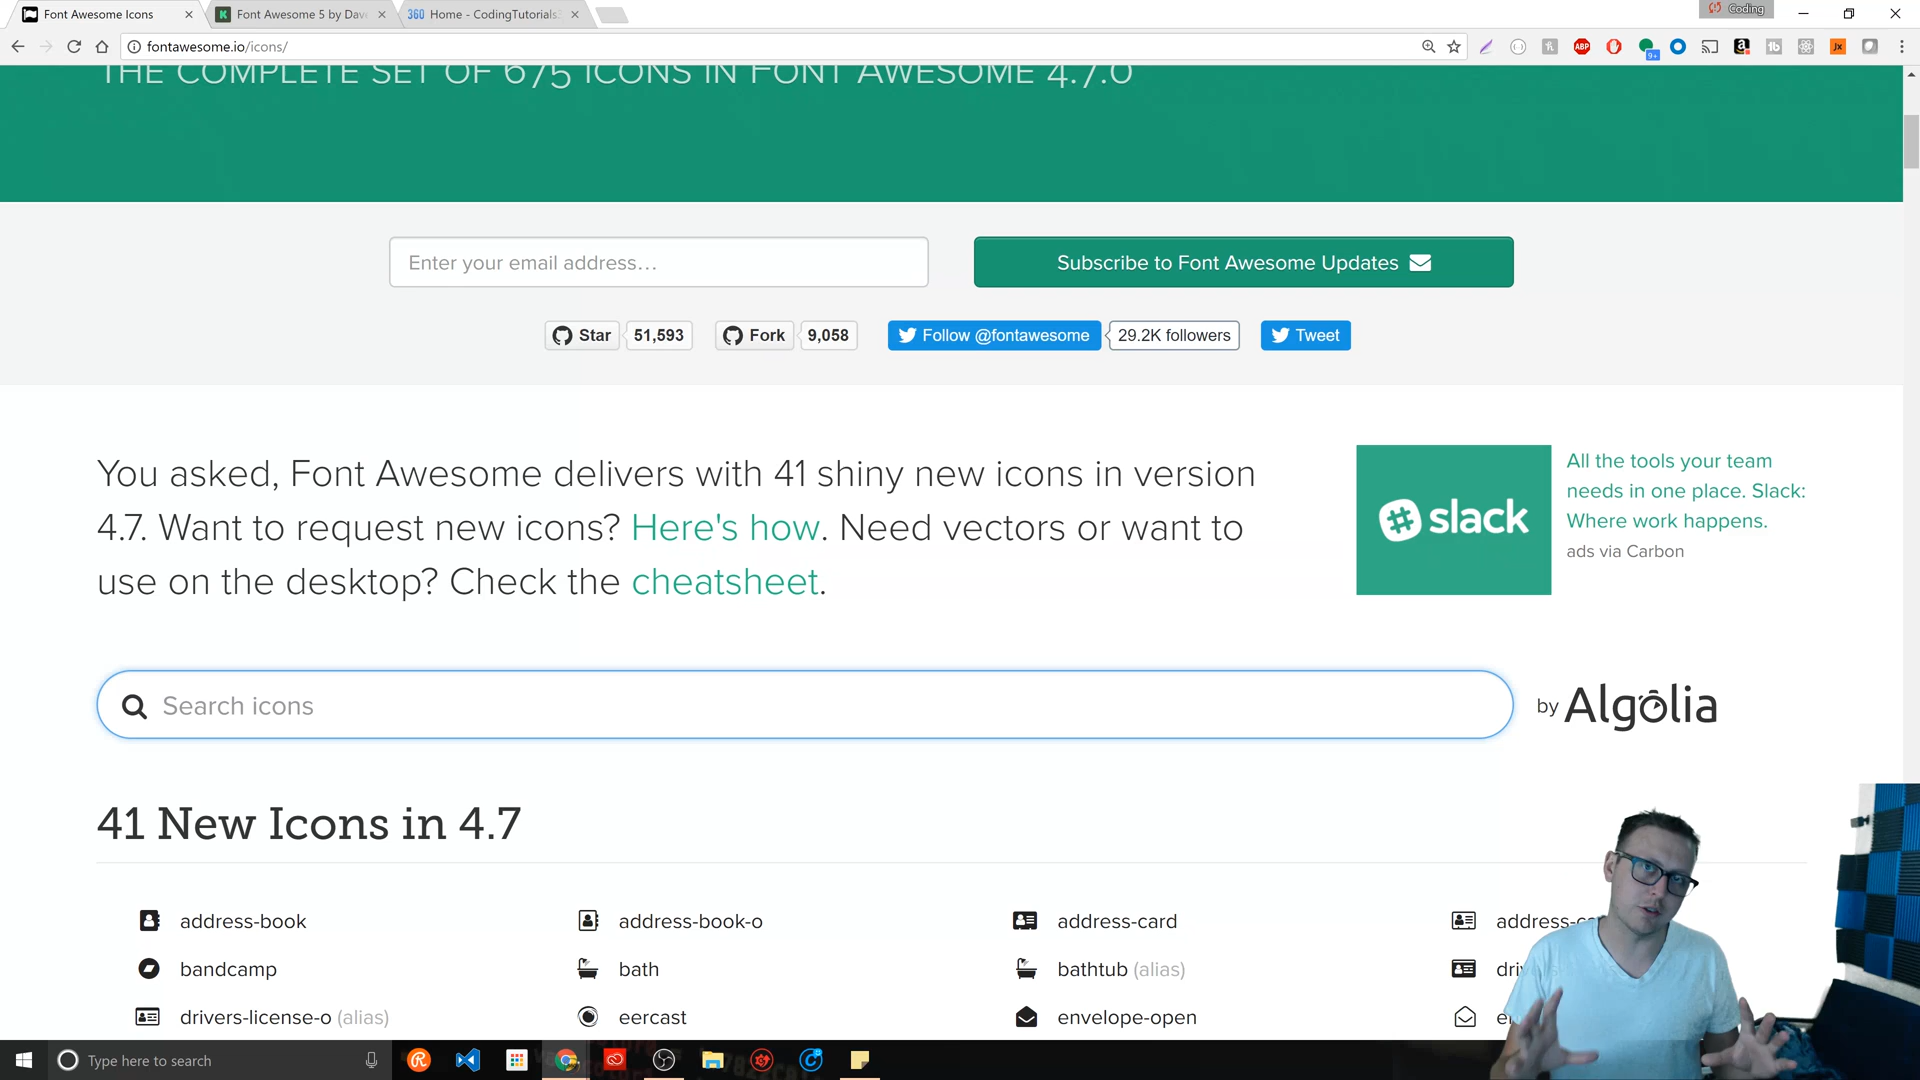 Font Awesome Icons
Font Awesome 5 by Dav
360 Home - CodingTutorials
Coding
fontawesome.io/icons/
THE COMPLETE SET OF 675 ICONS IN FONT AWESOME 4.7.0
Enter your email address…
Subscribe to Font Awesome Updates
Star 51,593 Fork 9,058 Follow @fontawesome 29.2K followers Tweet
You asked, Font Awesome delivers with 41 shiny new icons in version
4.7. Want to request new icons? Here's how. Need vectors or want to
use on the desktop? Check the cheatsheet.
slack
All the tools your team
needs in one place. Slack:
Where work happens.
ads via Carbon
Search icons
by Algolia
41 New Icons in 4.7
address-book address-book-o address-card
bandcamp bath bathtub (alias)
drivers-license-o (alias) eercast envelope-open
Type here to search